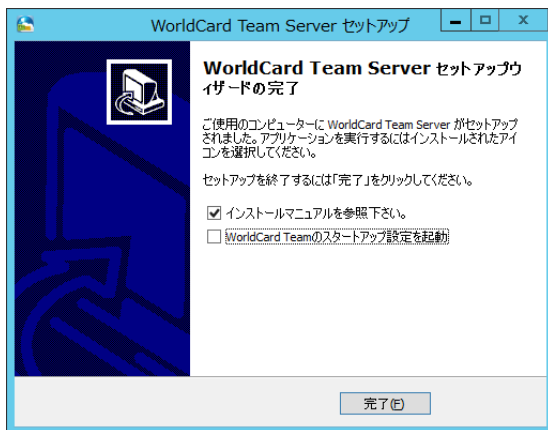 WorldCard Team Server セットアップ
WorldCard Team Server セットアップウ
ィザードの完了
ご使用のコンピューターに WorldCard Team Server がセットアップ
されました。アプリケーションを実行するにはインストールされたアイ
コンを選択してください。
セットアップを終了するには「完了」をクリックしてください。
インストールマニュアルを参照下さい。
WorldCard Teamのスタートアップ設定を起動
完了(F)